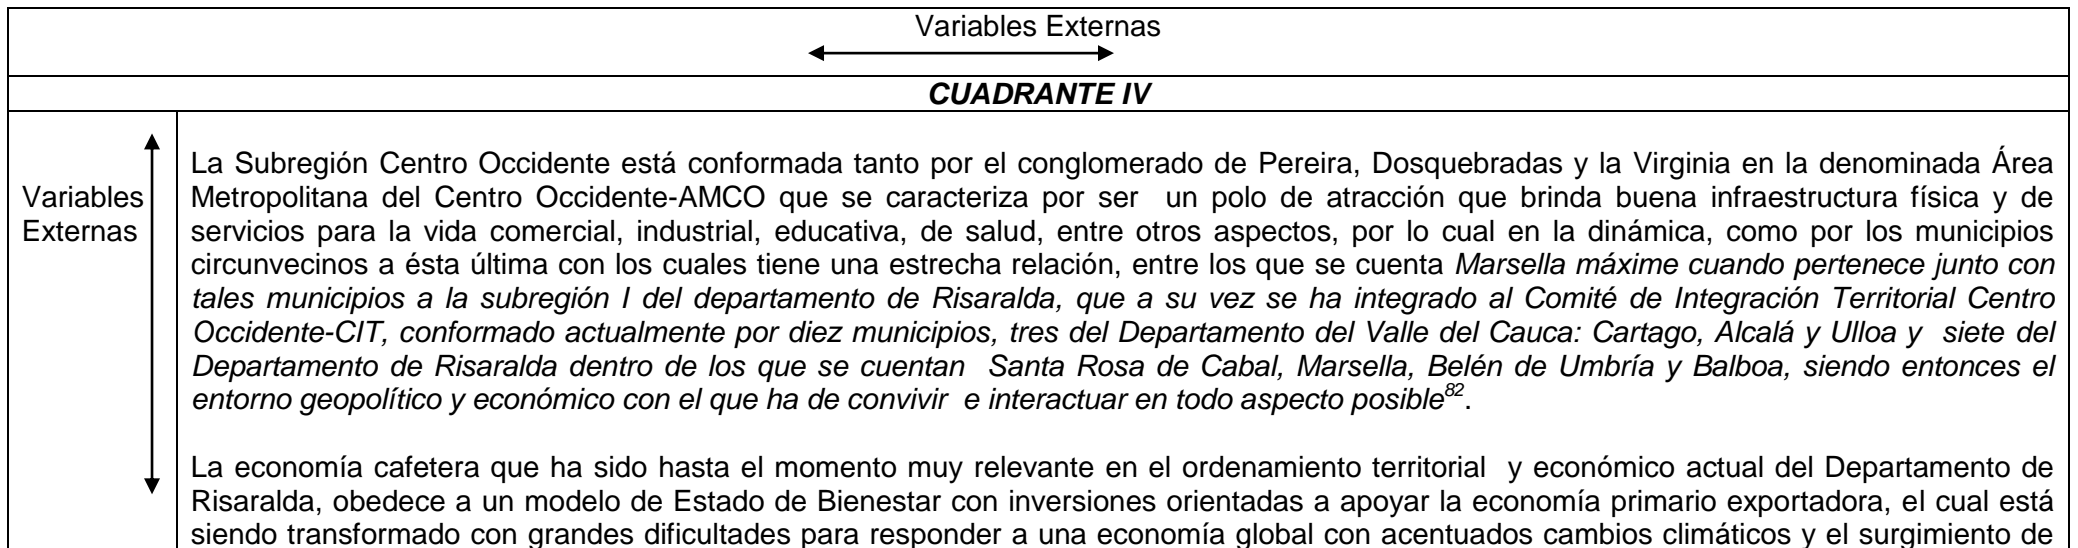 Variables Externas
CUADRANTE IV
Variables
Externas
La Subregión Centro Occidente está conformada tanto por el conglomerado de Pereira, Dosquebradas y la Virginia en la denominada Área
Metropolitana del Centro Occidente-AMCO que se caracteriza por ser un polo de atracción que brinda buena infraestructura física y de
servicios para la vida comercial, industrial, educativa, de salud, entre otros aspectos, por lo cual en la dinámica, como por los municipios
circunvecinos a ésta última con los cuales tiene una estrecha relación, entre los que se cuenta Marsella máxime cuando pertenece junto con
tales municipios a la subregión I del departamento de Risaralda, que a su vez se ha integrado al Comité de Integración Territorial Centro
Occidente-CIT, conformado actualmente por diez municipios, tres del Departamento del Valle del Cauca: Cartago, Alcalá y Ulloa y siete del
Departamento de Risaralda dentro de los que se cuentan Santa Rosa de Cabal, Marsella, Belén de Umbría y Balboa, siendo entonces el
entorno geopolítico y económico con el que ha de convivir e interactuar en todo aspecto posible82.
La economía cafetera que ha sido hasta el momento muy relevante en el ordenamiento territorial y económico actual del Departamento de
Risaralda, obedece a un modelo de Estado de Bienestar con inversiones orientadas a apoyar la economía primario exportadora, el cual está
siendo transformado con grandes dificultades para responder a una economía global con acentuados cambios climáticos y el surgimiento de